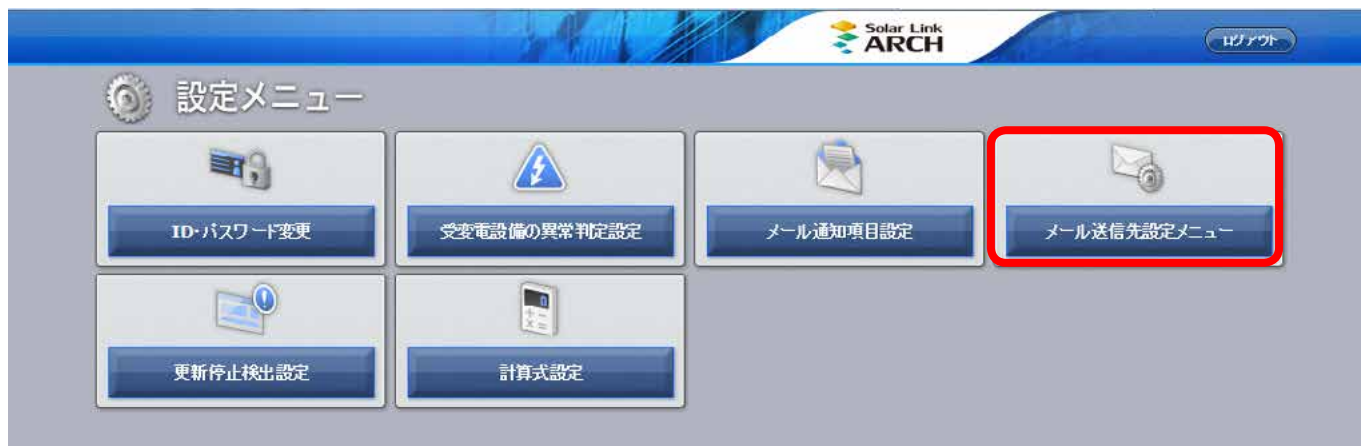 Solar Link
ARCH
ログアウト
設定メニュー
ID・パスワード変更
受変電設備の異常判定設定
メール通知項目設定
メール送信先設定メニュー
更新停止検出設定
計算式設定